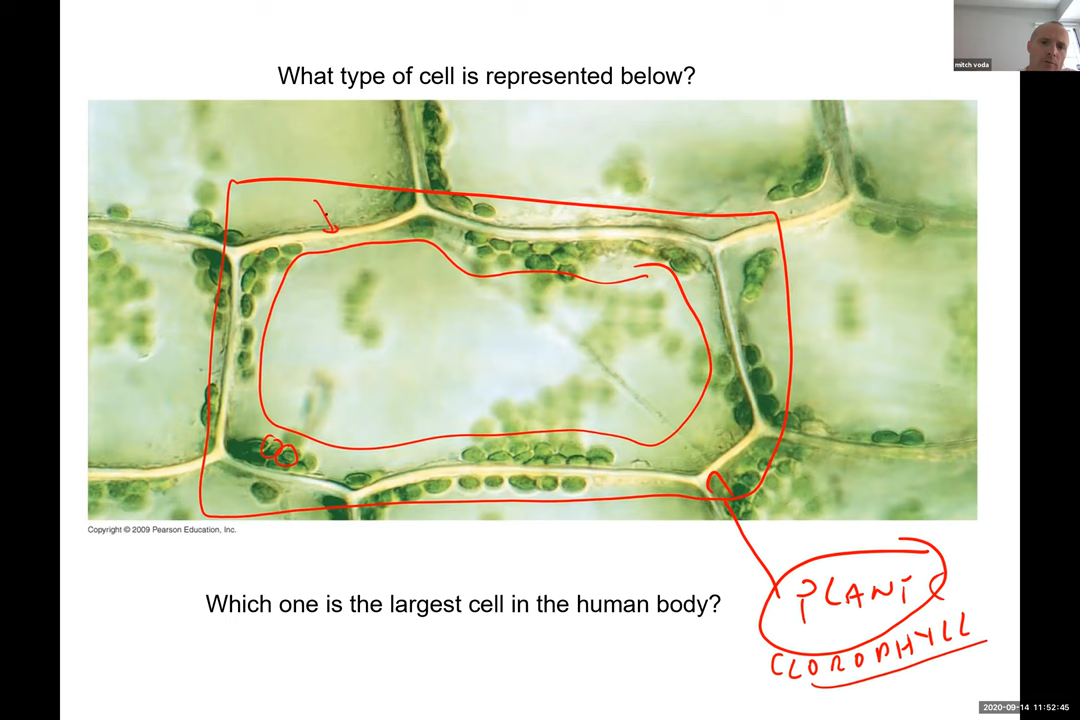 mitch voda
What type of cell is represented below?
Copyright © 2009 Pearson Education, Inc.
Which one is the largest cell in the human body?
PLANT
CLOROPHYLL
2020-09-14 11:52:45